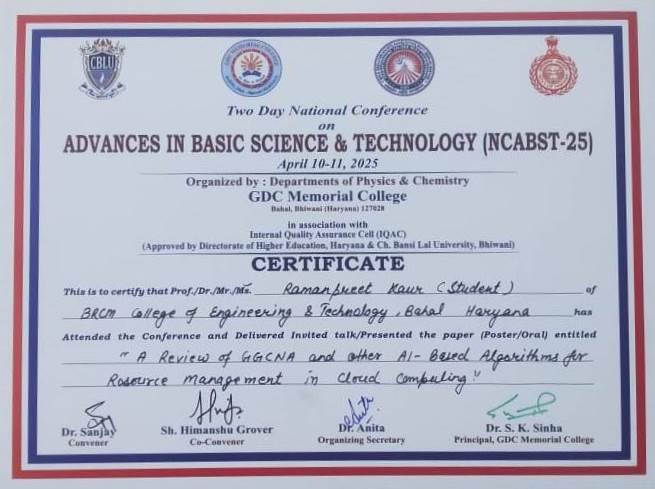 CBLU
Two Day National Conference
on
ADVANCES IN BASIC SCIENCE & TECHNOLOGY (NCABST-25)
April 10-11, 2025
Organized by : Departments of Physics & Chemistry
GDC Memorial College
Bahal, Bhiwani (Haryana) 127028
in association with
Internal Quality Assurance Cell (IQAC)
(Approved by Directorate of Higher Education, Haryana & Ch. Bansi Lal University, Bhiwani)
CERTIFICATE
This is to certify that Prof./Dr./Mr./Ms. Ramanpreet Kaur (Student) of
BRCM College of Engineering & Technology, Bahal Haryana has
Attended the Conference and Delivered Invited talk/Presented the paper (Poster/Oral) entitled
"A Review of GGCNA and other AI-Based Algorithms for
Resource Management in Cloud Computing"
Dr. Sanjay Sh. Himanshu Grover Dr. Anita Dr. S. K. Sinha
Convener Co-Convener Organizing Secretary Principal, GDC Memorial College